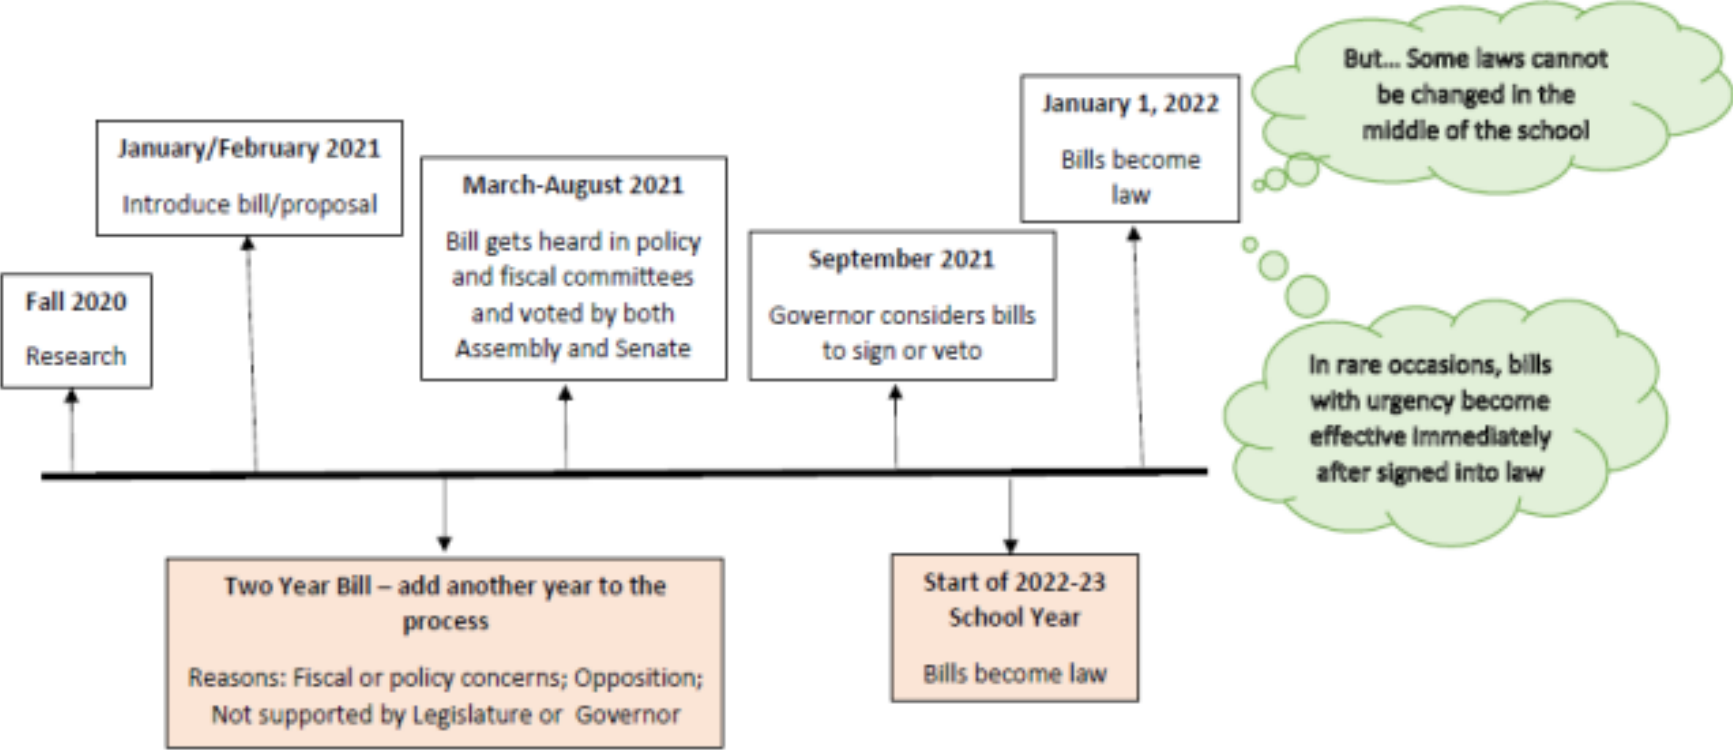 Fall 2020
Research
January/February 2021
Introduce bill/proposal
March-August 2021
Bill gets heard in policy
and fiscal committees
and voted by both
Assembly and Senate
September 2021
Governor considers bills
to sign or veto
January 1, 2022
Bills become
law
But... Some laws cannot
be changed in the
middle of the school
In rare occasions, bills
with urgency become
effective immediately
after signed into law
Two Year Bill – add another year to the
process
Reasons: Fiscal or policy concerns; Opposition;
Not supported by Legislature or Governor
Start of 2022-23
School Year
Bills become law